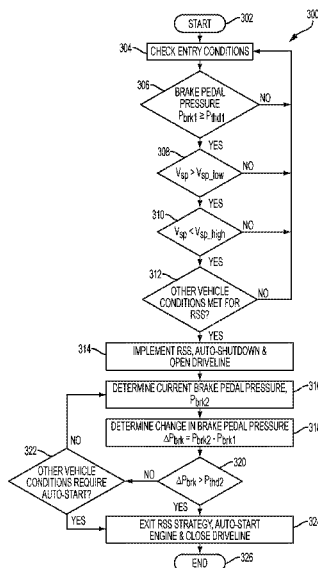 300
START
302
304
CHECK ENTRY CONDITIONS
306
BRAKE PEDAL
PRESSURE
Pbrk1 ≥ Pthd1
NO
YES
308
Vsp > Vsp_low
NO
YES
310
Vsp < Vsp_high
NO
YES
312
OTHER VEHICLE
CONDITIONS MET FOR
RSS?
NO
YES
314
IMPLEMENT RSS, AUTO-SHUTDOWN &
OPEN DRIVELINE
DETERMINE CURRENT BRAKE PEDAL PRESSURE,
Pbrk2
316
DETERMINE CHANGE IN BRAKE PEDAL PRESSURE
ΔPbrk = Pbrk2 - Pbrk1
318
322
NO
OTHER VEHICLE
CONDITIONS REQUIRE
AUTO-START?
YES
NO
320
ΔPbrk > Pthd2
YES
EXIT RSS STRATEGY, AUTO-START
ENGINE & CLOSE DRIVELINE
324
END
326